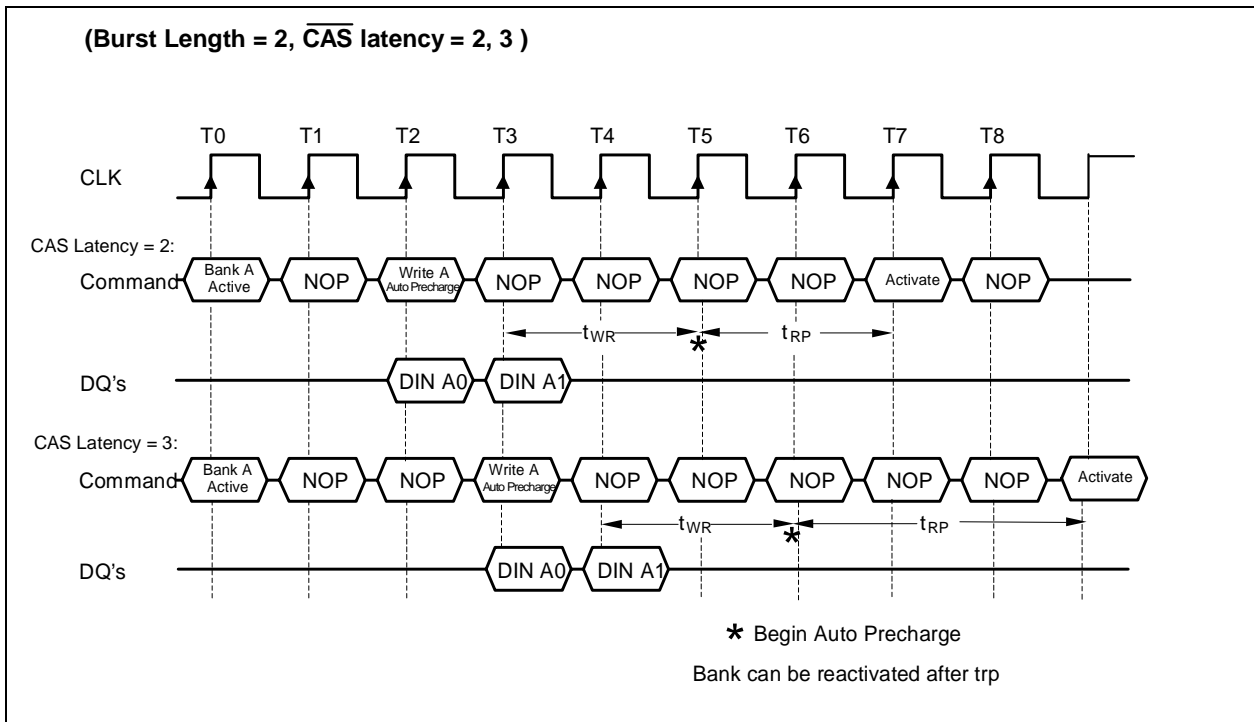 (Burst Length = 2, CAS latency = 2, 3 )
T0 T1 T2 T3 T4 T5 T6 T7 T8
CLK
CAS Latency = 2:
Command
Bank A Active
NOP
Write A Auto Precharge
NOP
NOP
NOP
NOP
Activate
NOP
tWR
*
tRP
DQ's
DIN A0
DIN A1
CAS Latency = 3:
Command
Bank A Active
NOP
NOP
Write A Auto Precharge
NOP
NOP
NOP
NOP
NOP
Activate
tWR
*
tRP
DQ's
DIN A0
DIN A1
* Begin Auto Precharge
Bank can be reactivated after trp